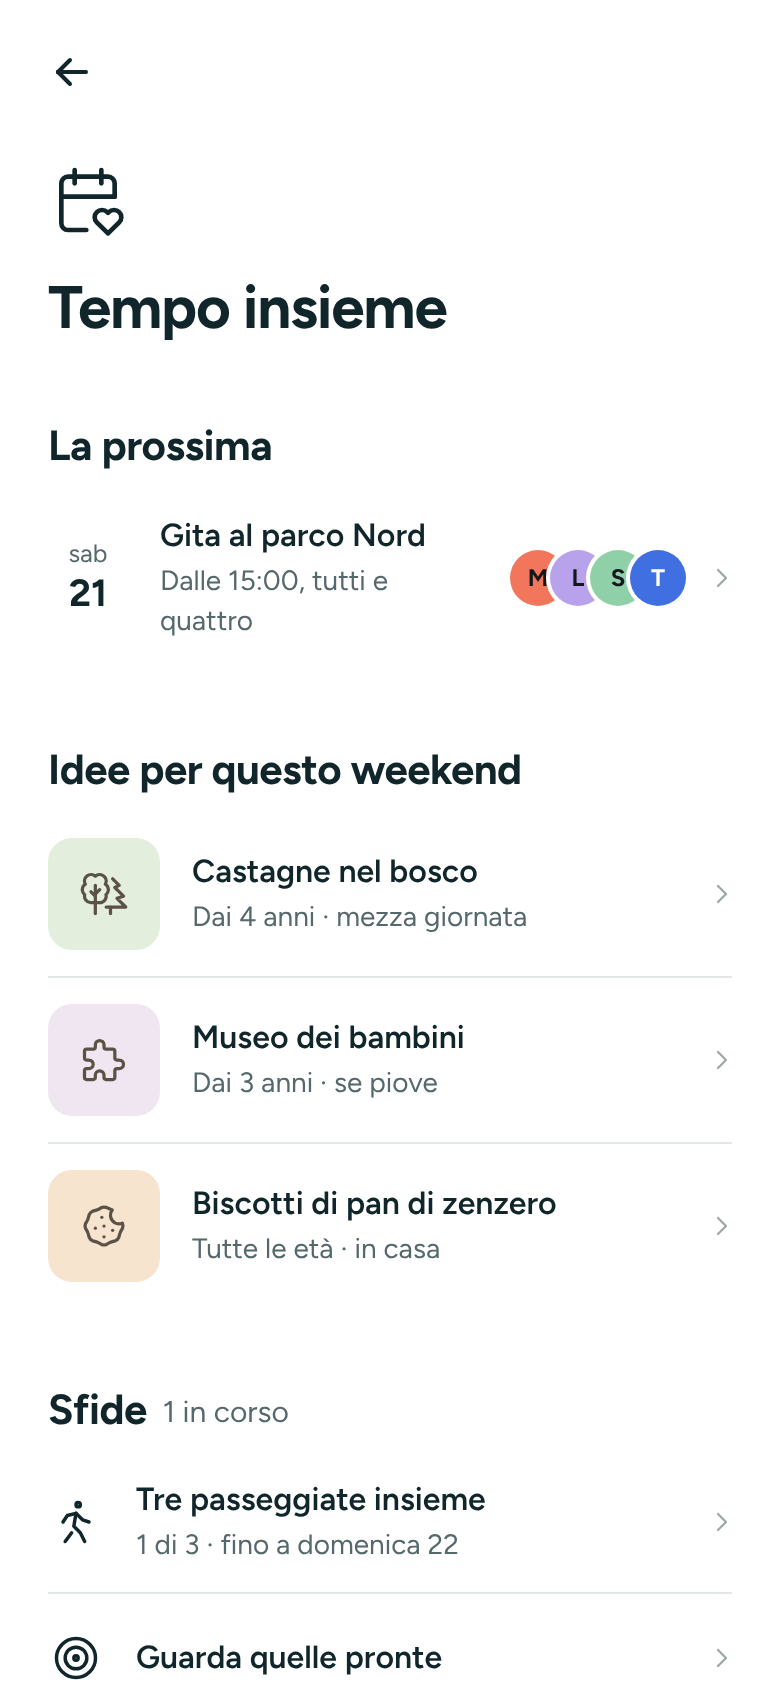 Tempo insieme
La prossima
sab
21
Gita al parco Nord
Dalle 15:00, tutti e
quattro
M L S T
Idee per questo weekend
Castagne nel bosco
Dai 4 anni · mezza giornata
Museo dei bambini
Dai 3 anni · se piove
Biscotti di pan di zenzero
Tutte le età · in casa
Sfide 1 in corso
Tre passeggiate insieme
1 di 3 · fino a domenica 22
Guarda quelle pronte